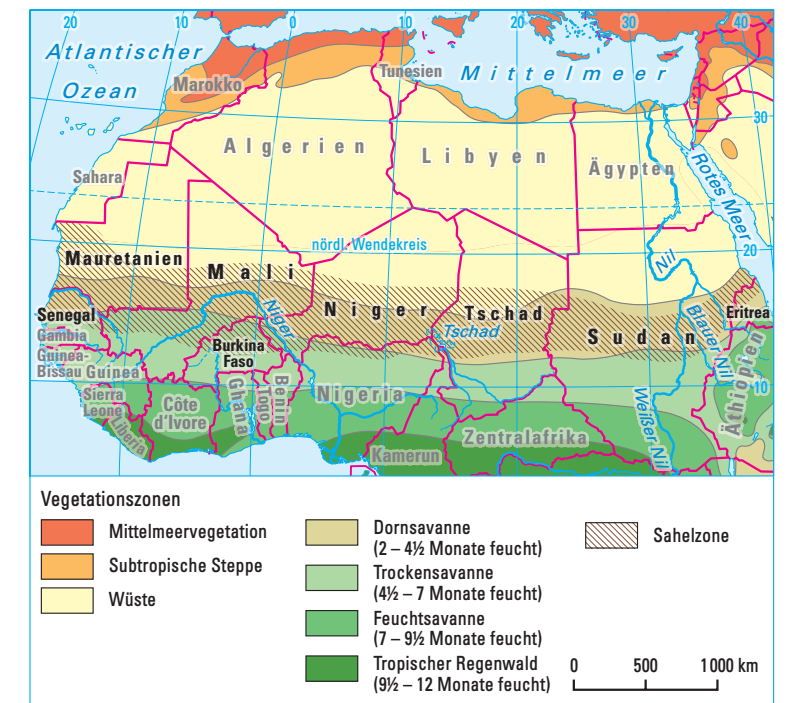 20
10
0
10
20
30
40
Atlantischer
Ozean
Mittelmeer
Marokko
Tunesien
30
Algerien
Libyen
Ägypten
Sahara
Rotes Meer
nördl. Wendekreis
20
Mauretanien
Mali
Niger
Tschad
Nil
Senegal
Niger
Tschad
Sudan
Blauer Nil
Eritrea
Gambia
Guinea-
Bissau
Guinea
Burkina
Faso
Benin
Togo
Ghana
Nigeria
10
Sierra
Leone
Liberia
Côte
d'Ivore
Kamerun
Zentralafrika
Weißer Nil
Äthiopien
Vegetationszonen
Mittelmeervegetation
Subtropische Steppe
Wüste
Dornsavanne
(2 – 4½ Monate feucht)
Trockensavanne
(4½ – 7 Monate feucht)
Feuchtsavanne
(7 – 9½ Monate feucht)
Tropischer Regenwald
(9½ – 12 Monate feucht)
Sahelzone
0 500 1000 km